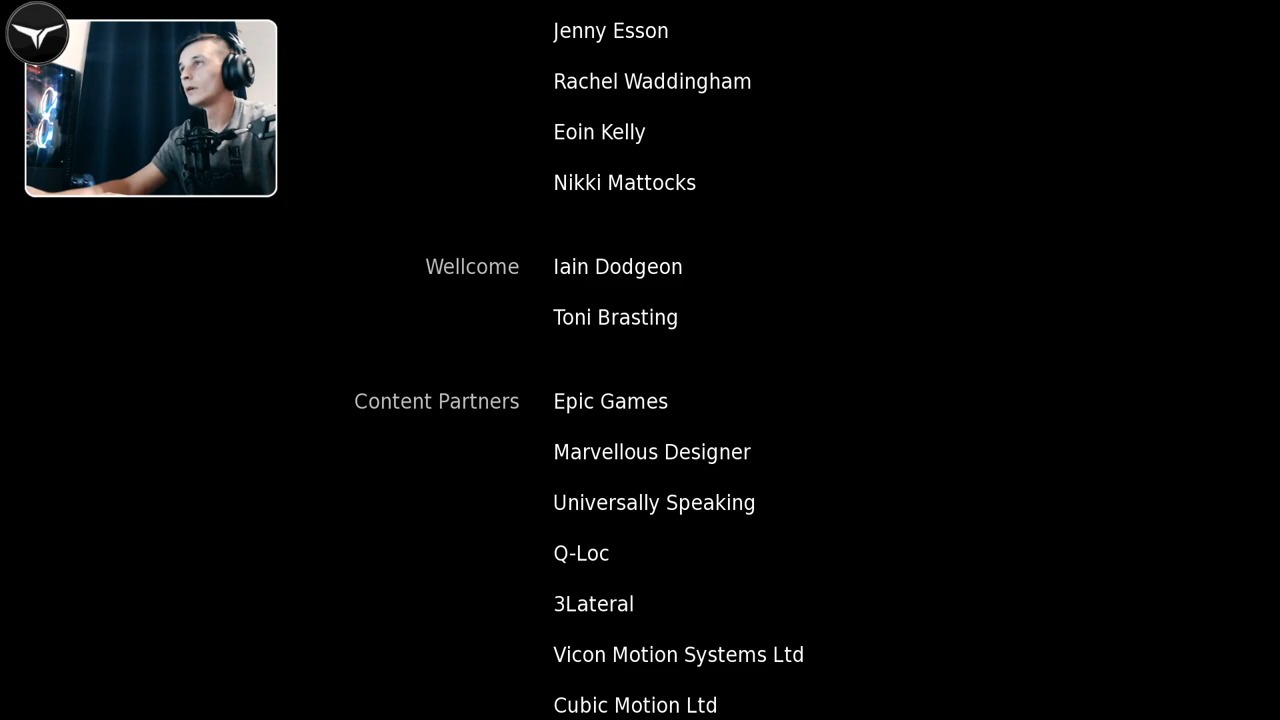 Jenny Esson
Rachel Waddingham
Eoin Kelly
Nikki Mattocks
Wellcome Iain Dodgeon
Toni Brasting
Content Partners Epic Games
Marvellous Designer
Universally Speaking
Q-Loc
3Lateral
Vicon Motion Systems Ltd
Cubic Motion Ltd